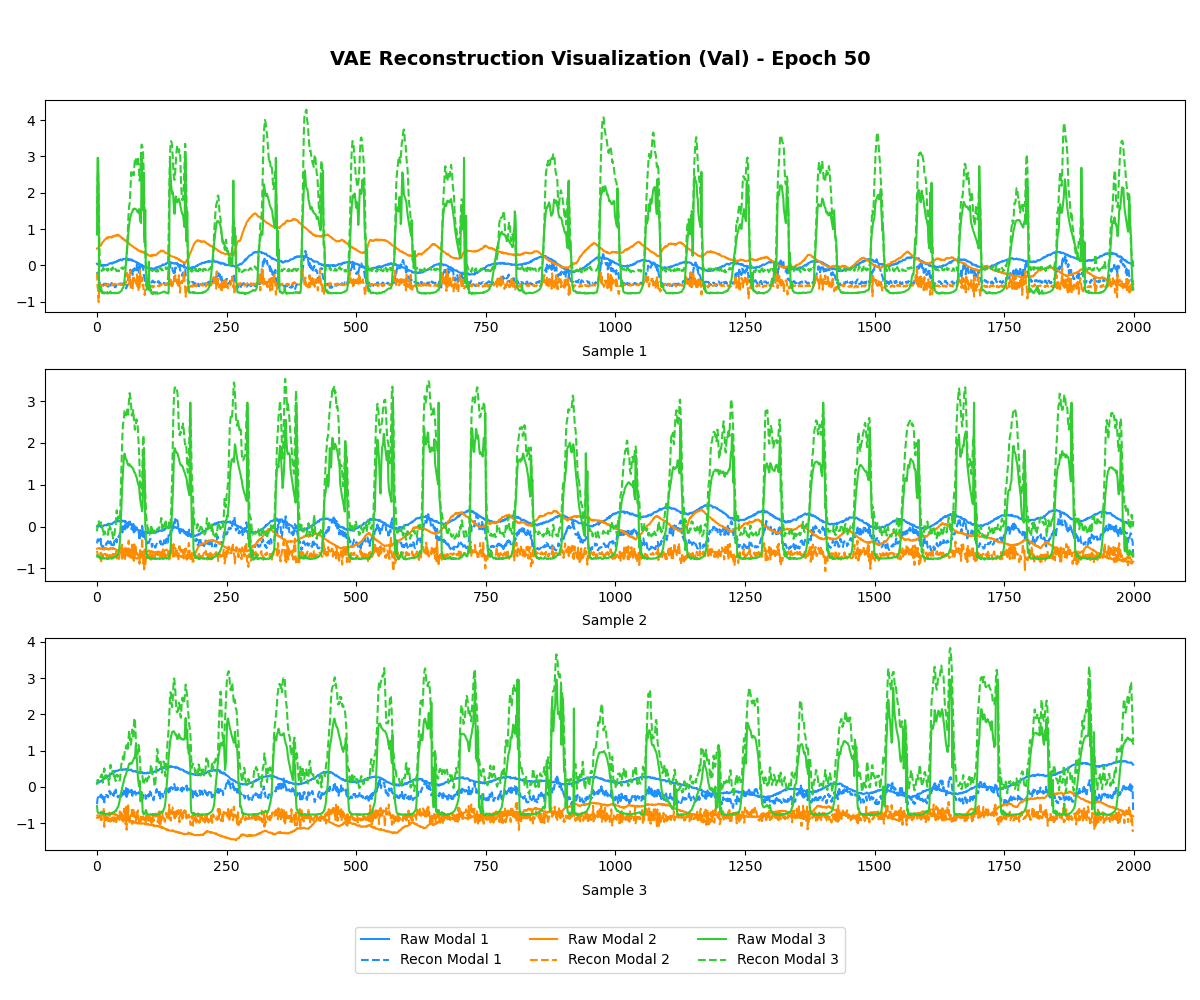 VAE Reconstruction Visualization (Val) - Epoch 50
4
3
2
1
0
−1
0 250 500 750 1000 1250 1500 1750 2000
Sample 1
3
2
1
0
−1
0 250 500 750 1000 1250 1500 1750 2000
Sample 2
4
3
2
1
0
−1
0 250 500 750 1000 1250 1500 1750 2000
Sample 3
Raw Modal 1 Raw Modal 2 Raw Modal 3
Recon Modal 1 Recon Modal 2 Recon Modal 3